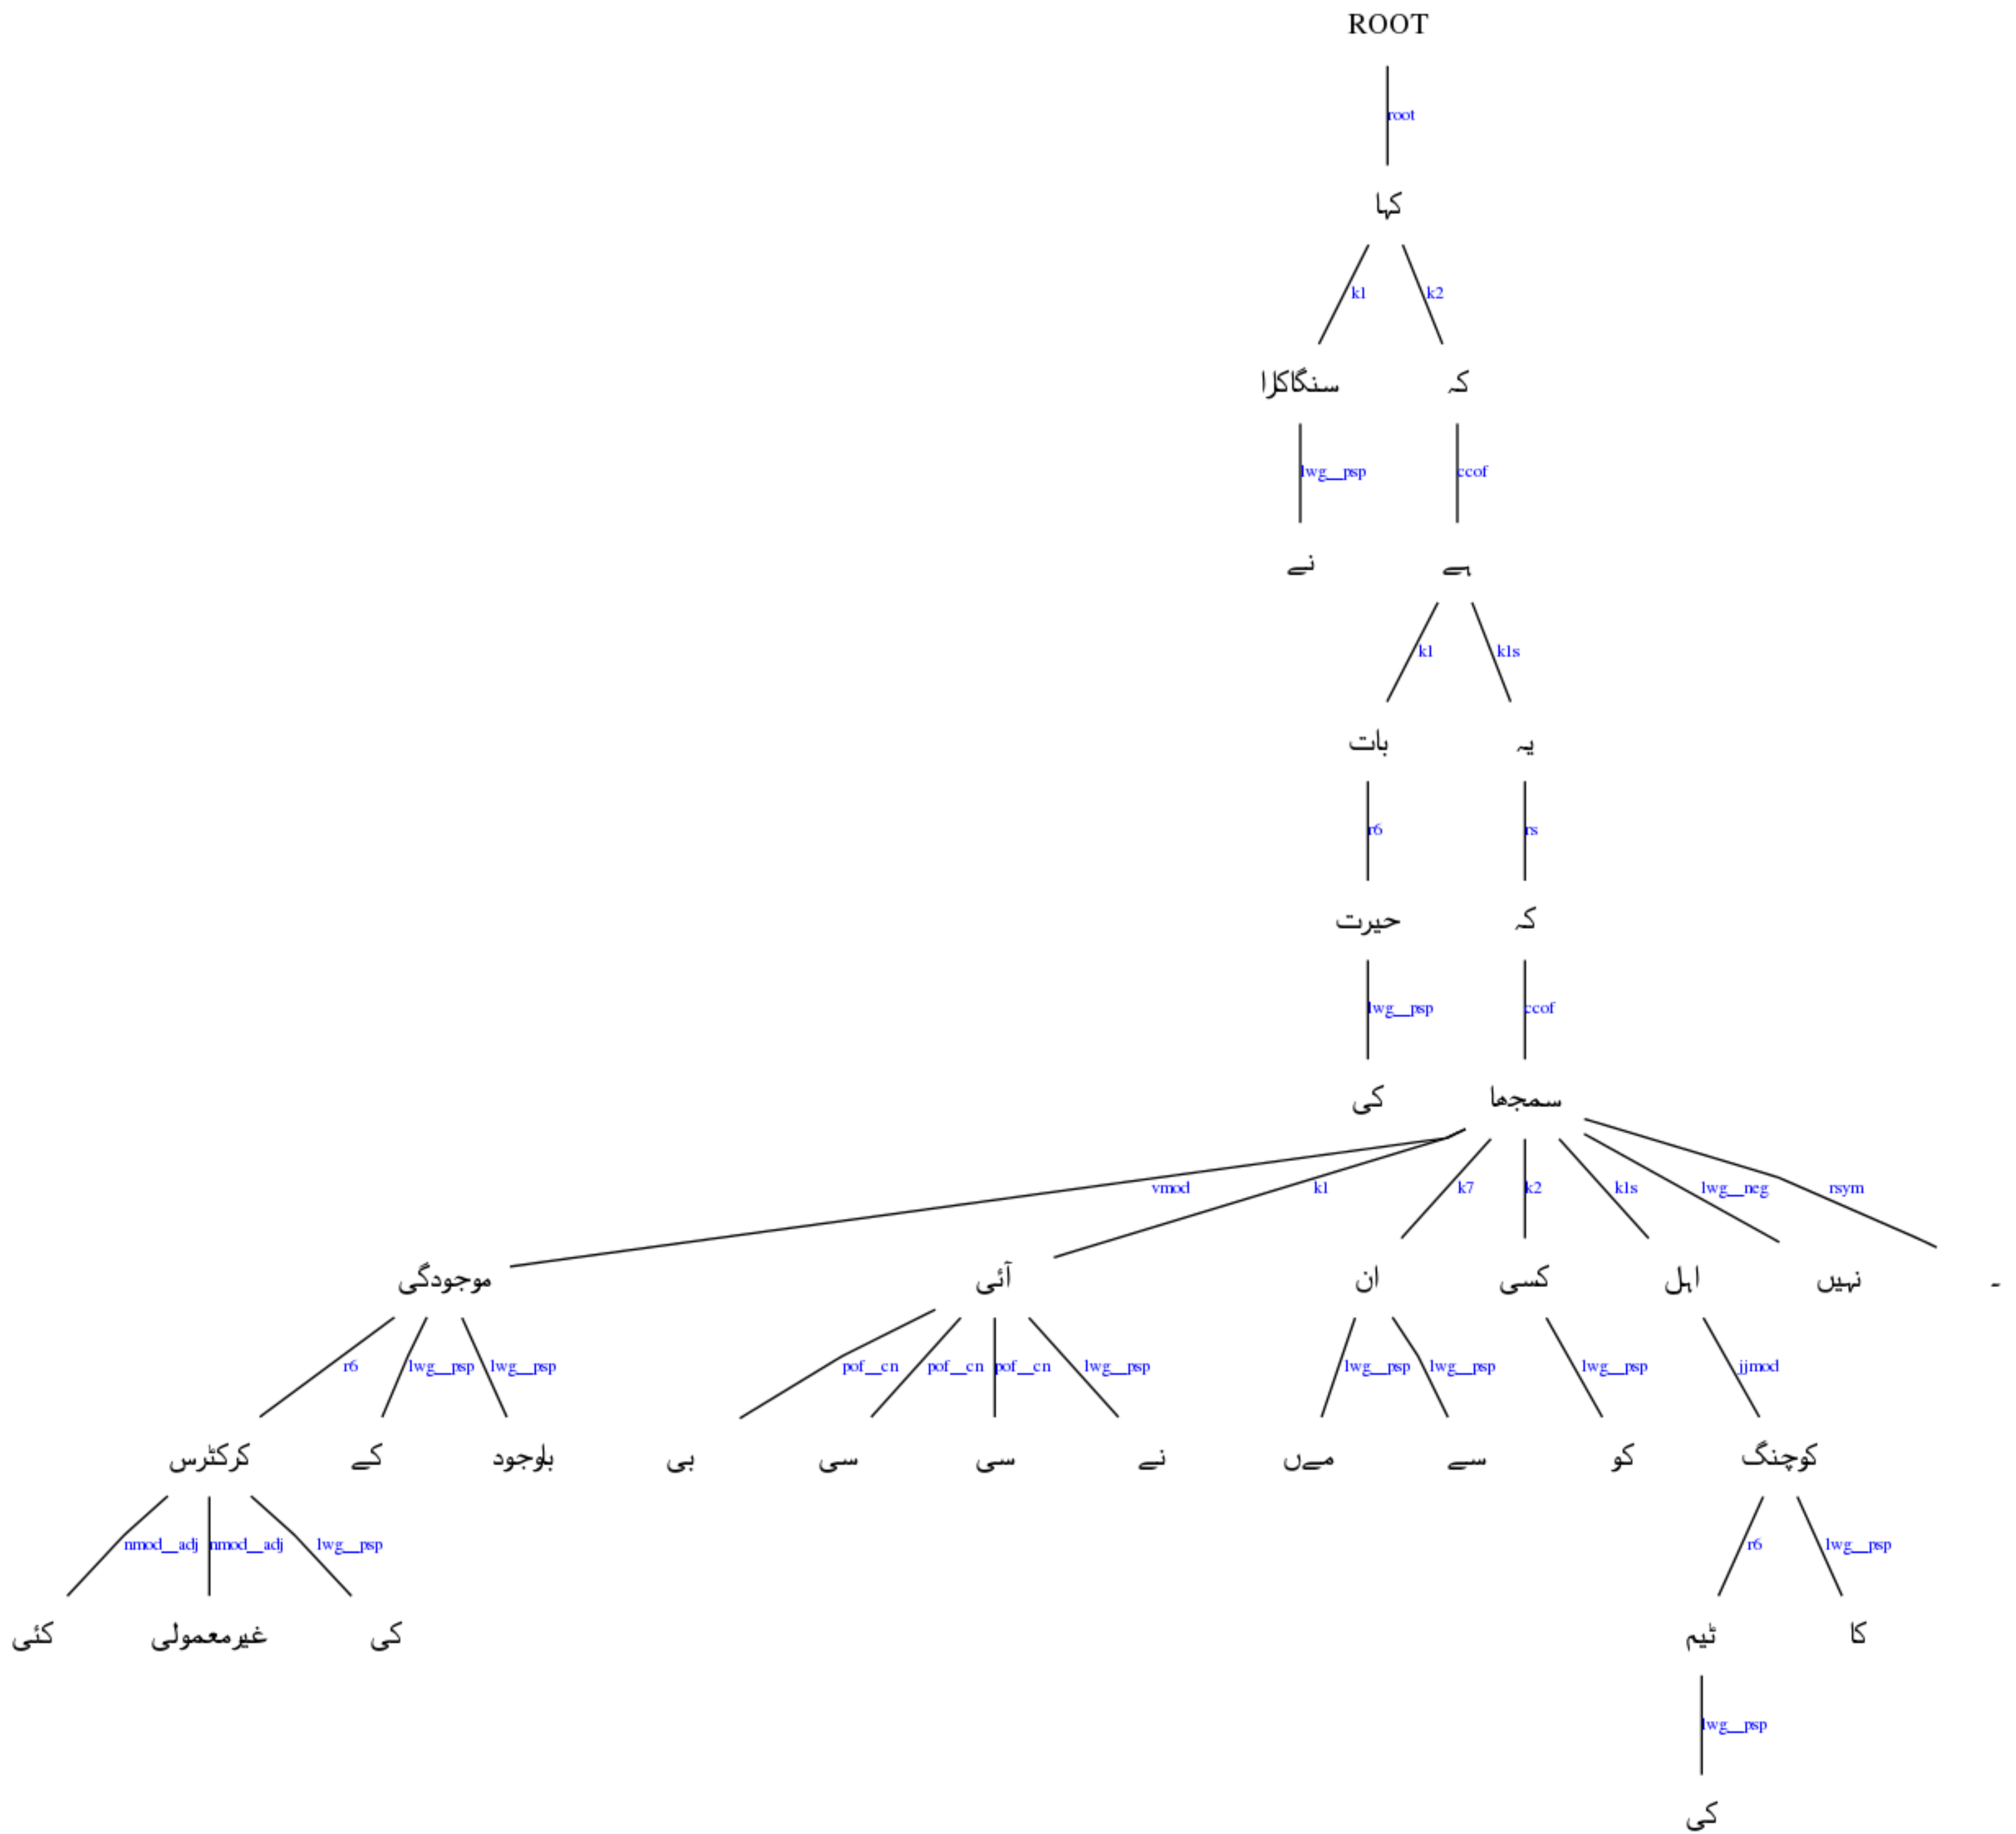 ROOT
root
کہا
k1 k2
سنگاکارا کہ
lwg__psp ccof
نے ہے
k1 k1s
بات یہ
r6 rs
حیرت کہ
lwg__psp ccof
کی سمجھا
vmod k1 k7 k2 k1s lwg__neg rsym
موجودگی آئی ان کسی اہل نہیں ۔
r6 lwg__psp lwg__psp pof__cn pof__cn pof__cn lwg__psp lwg__psp lwg__psp lwg__psp jjmod
کرکٹرس کے باوجود بی سی سی نے مےں سے کو کوچنگ
nmod__adj nmod__adj lwg__psp r6 lwg__psp
کئی غیرمعمولی کی ٹیم کا
lwg__psp
کی